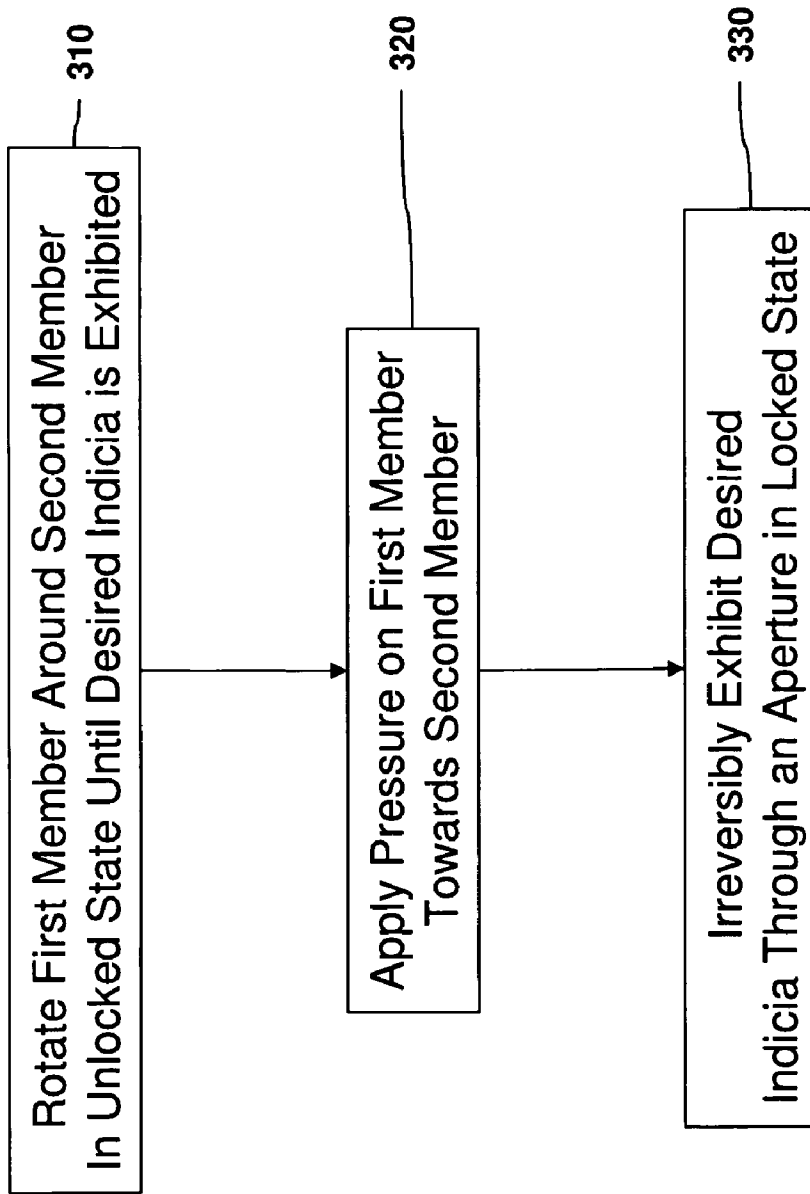 Rotate First Member Around Second Member
In Unlocked State Until Desired Indicia is Exhibited
310
Apply Pressure on First Member
Towards Second Member
320
Irreversibly Exhibit Desired
Indicia Through an Aperture in Locked State
330